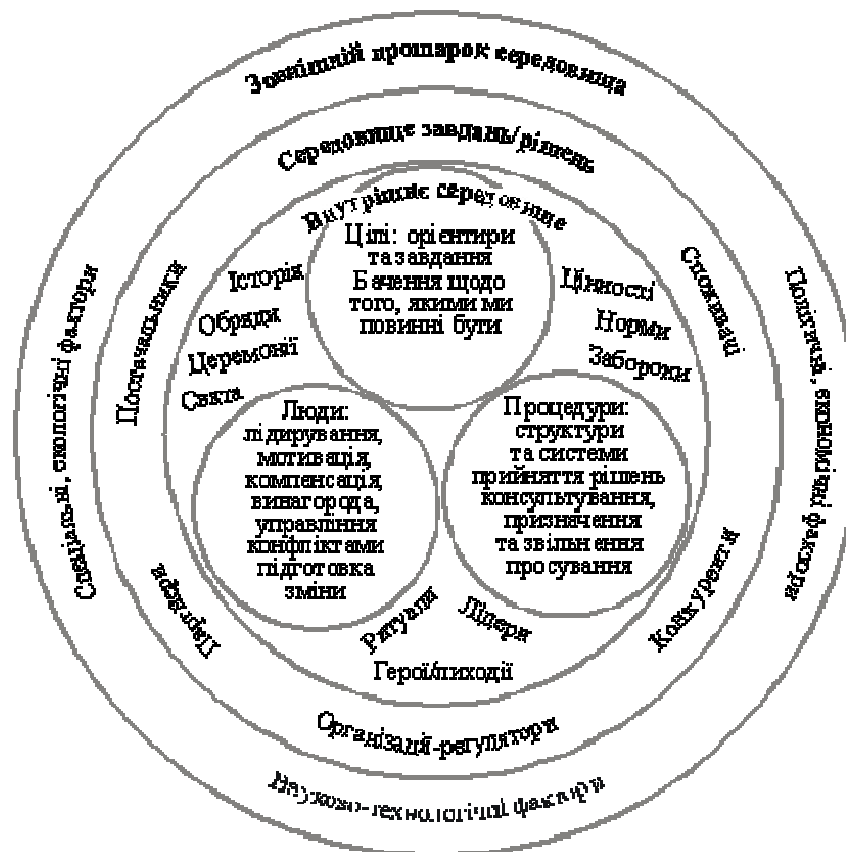 Зовнішній прошарок середовища
Середовище завдань/рішень
Внутрішнє середовище
Цілі: орієнтири
та завдання
Бачення щодо
того, якими ми
повинні бути
Історія
Обряди
Церемонії
Свята
Цінності
Норми
Заборони
Постачальники
Споживачі
Соціальні, екологічні фактори
Політичні, економічні фактори
Люди:
лідирування,
мотивація,
компенсація,
винагорода,
управління
конфліктами
підготовка
зміни
Процедури:
структури
та системи
прийняття рішень
консультування,
призначення
та звільнення
просування
Партнери
Конкуренти
Ритуали
Лідери
Герої/лиходії
Організації-регулятори
Науково-технологічні фактори